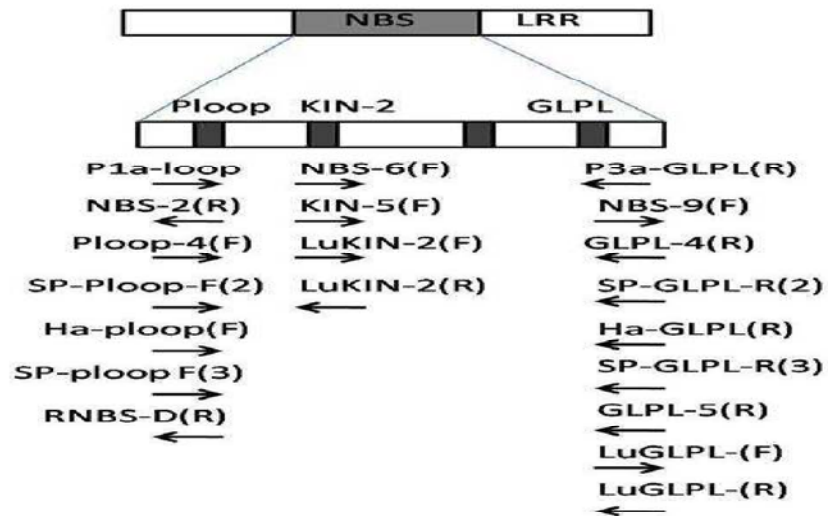 NBS LRR
Ploop KIN-2 GLPL
P1a-loop NBS-6(F) P3a-GLPL(R)
NBS-2(R) KIN-5(F) NBS-9(F)
Ploop-4(F) LuKIN-2(F) GLPL-4(R)
SP-Ploop-F(2) LuKIN-2(R) SP-GLPL-R(2)
Ha-ploop(F) Ha-GLPL(R)
SP-ploop F(3) SP-GLPL-R(3)
RNBS-D(R) GLPL-5(R)
LuGLPL-(F)
LuGLPL-(R)